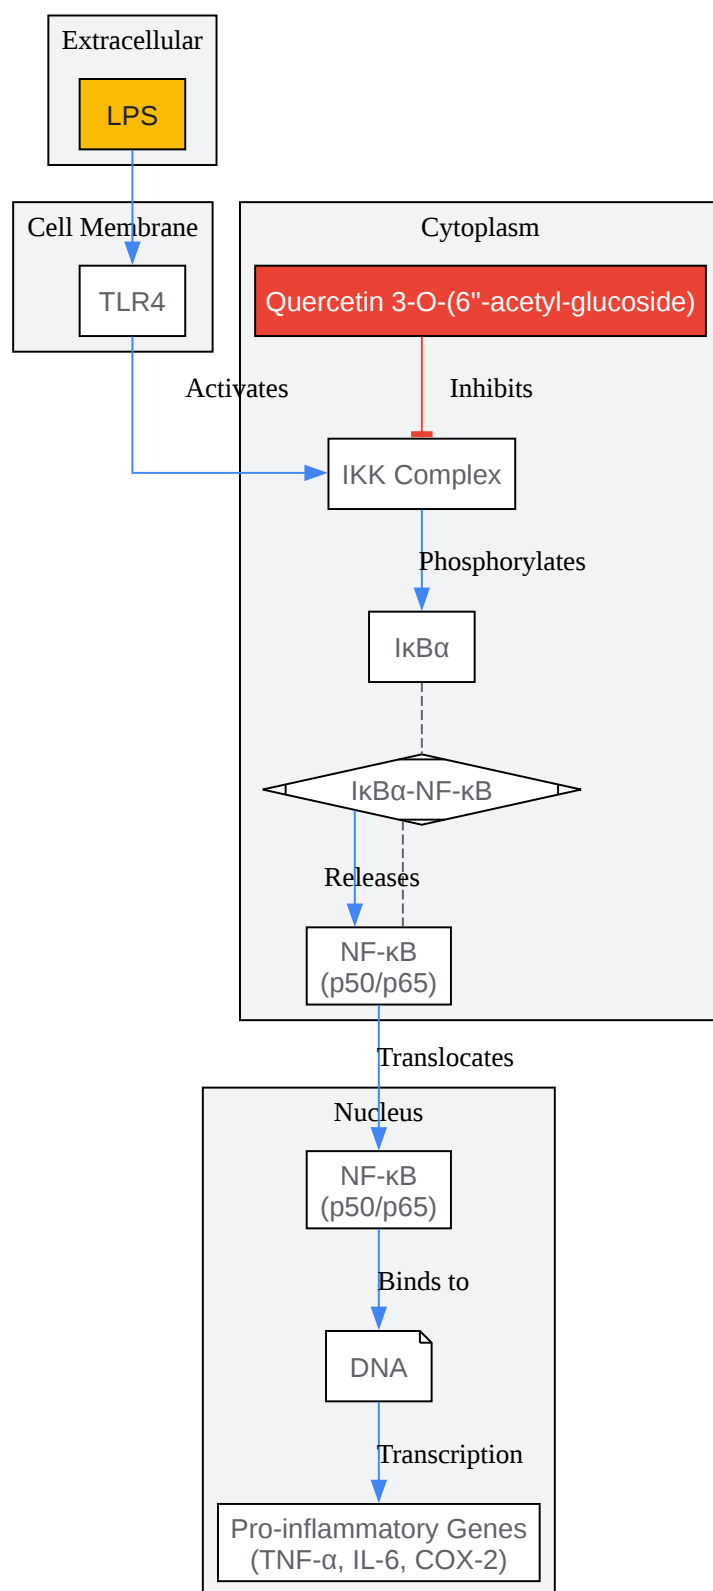 Extracellular
LPS
Cell Membrane
Cytoplasm
TLR4
Quercetin 3-O-(6"-acetyl-glucoside)
Activates
Inhibits
IKK Complex
Phosphorylates
IκBα
IκBα-NF-κB
Releases
NF-κB
(p50/p65)
Translocates
Nucleus
NF-κB
(p50/p65)
Binds to
DNA
Transcription
Pro-inflammatory Genes
(TNF-α, IL-6, COX-2)